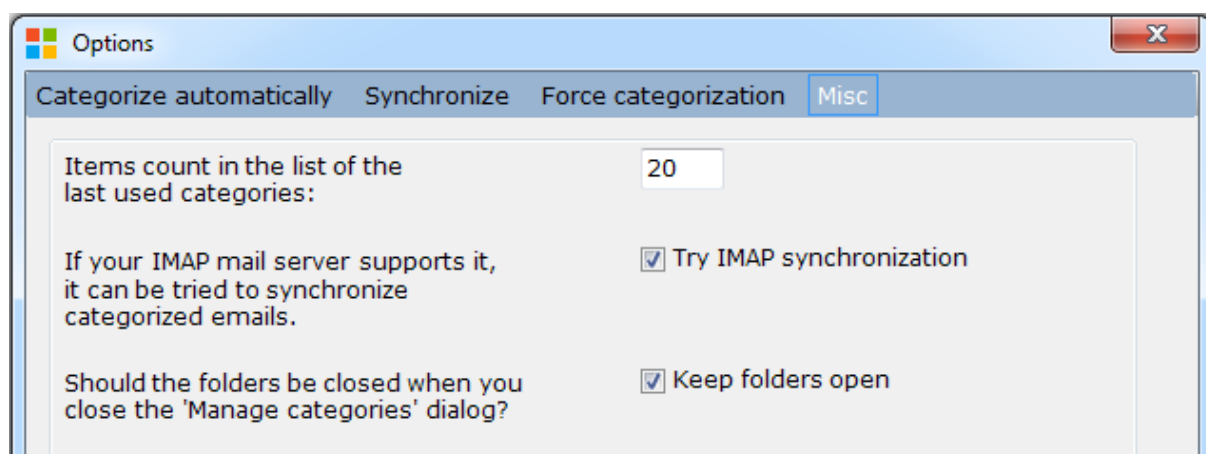 Options
Categorize automatically Synchronize Force categorization Misc
Items count in the list of the
last used categories:
20
If your IMAP mail server supports it,
it can be tried to synchronize
categorized emails.
Try IMAP synchronization
Should the folders be closed when you
close the 'Manage categories' dialog?
Keep folders open